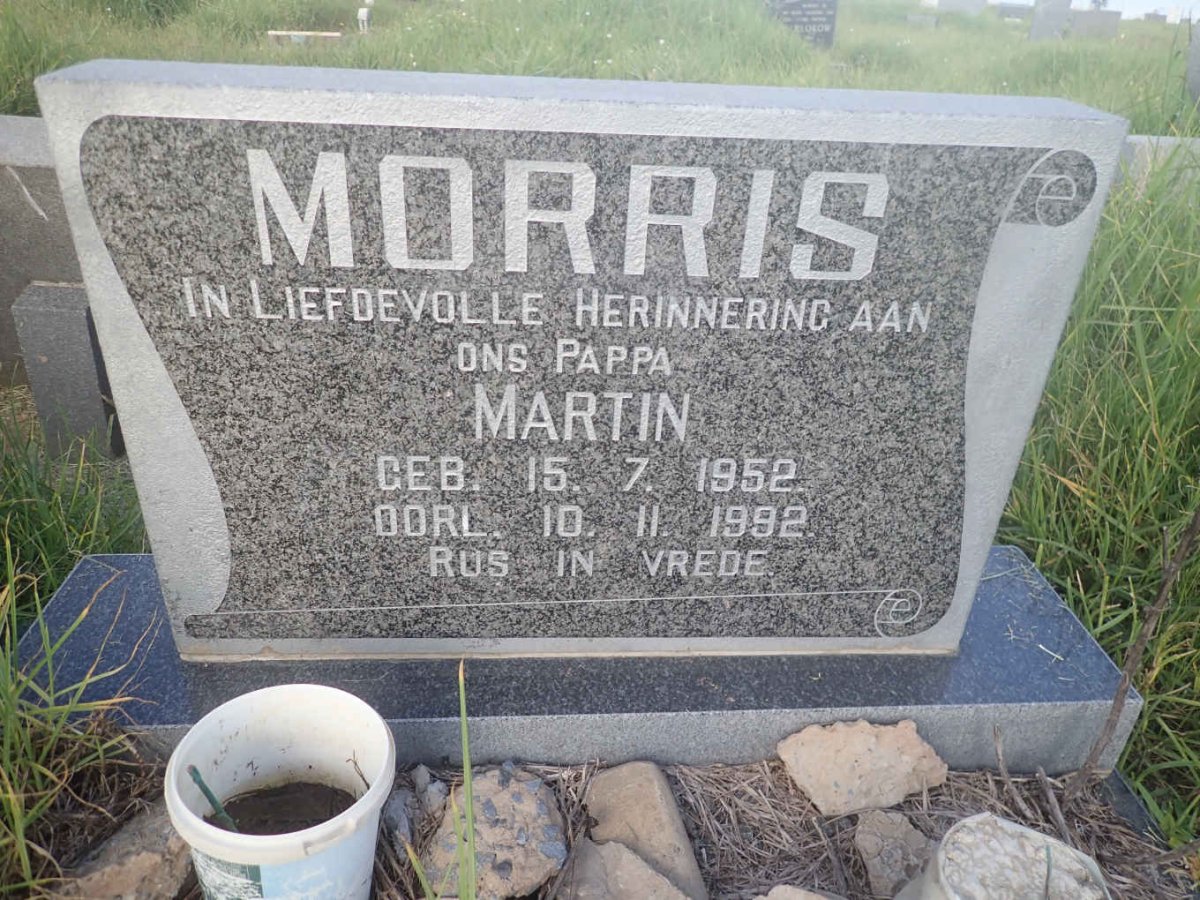 MORRIS
IN LIEFDEVOLLE HERINNERING AAN
ONS PAPPA
MARTIN
GEB. 15. 7. 1952.
OORL. 10. 11. 1992.
RUS IN VREDE